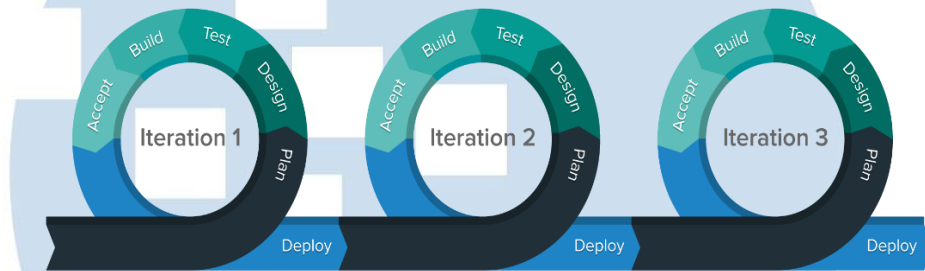 Build
Test
Accept
Design
Iteration 1
Plan
Deploy
Build
Test
Accept
Design
Iteration 2
Plan
Deploy
Build
Test
Accept
Design
Iteration 3
Plan
Deploy